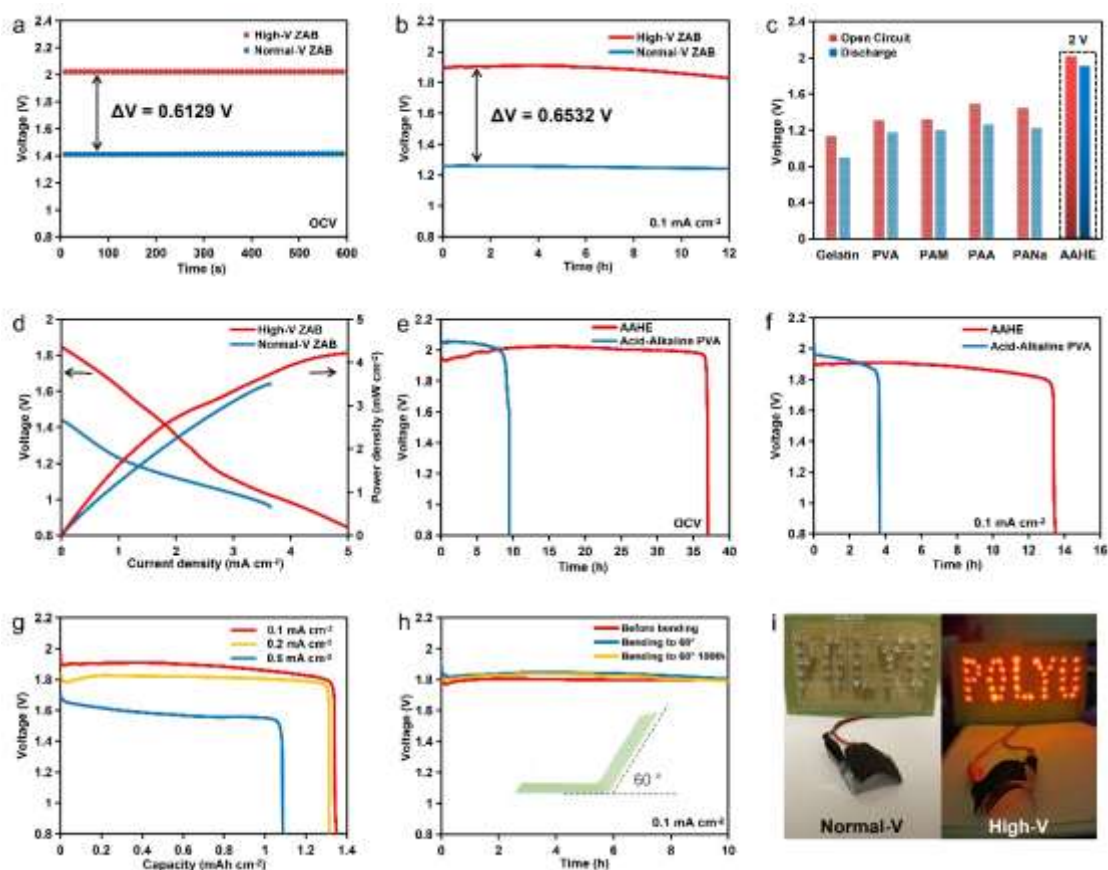 a
2.4
2.2
2
1.8
1.6
1.4
1.2
1
0.8
Voltage (V)
High-V ZAB
Normal-V ZAB
ΔV = 0.6129 V
OCV
0 100 200 300 400 500 600
Time (s)
b
2.2
2
1.8
1.6
1.4
1.2
1
0.8
Voltage (V)
High-V ZAB
Normal-V ZAB
ΔV = 0.6532 V
0.1 mA cm⁻²
0 2 4 6 8 10 12
Time (h)
c
2.4
2
1.6
1.2
0.8
0.4
0
Voltage (V)
Open Circuit
Discharge
2 V
Gelatin PVA PAM PAA PANa AAHE
d
2
1.8
1.6
1.4
1.2
1
0.8
Voltage (V)
High-V ZAB
Normal-V ZAB
5
4
3
2
1
0
Power density (mW cm⁻²)
0 1 2 3 4 5
Current density (mA cm⁻²)
e
2.2
2
1.8
1.6
1.4
1.2
1
0.8
Voltage (V)
AAHE
Acid-Alkaline PVA
OCV
0 5 10 15 20 25 30 35 40
Time (h)
f
2.2
2
1.8
1.6
1.4
1.2
1
0.8
Voltage (V)
AAHE
Acid-Alkaline PVA
0.1 mA cm⁻²
0 2 4 6 8 10 12 14 16
Time (h)
g
2.2
2
1.8
1.6
1.4
1.2
1
0.8
Voltage (V)
0.1 mA cm⁻²
0.2 mA cm⁻²
0 0.2 0.4 0.6 0.8 1 1.2 1.4
Capacity (mAh cm⁻²)
h
2.2
2
1.8
1.6
1.4
1.2
1
0.8
Voltage (V)
Before bending
Bending to 60°
Bending to 60° 100th
60 °
0.1 mA cm⁻²
0 2 4 6 8 10
Time (h)
i
POLYU
Normal-V
High-V